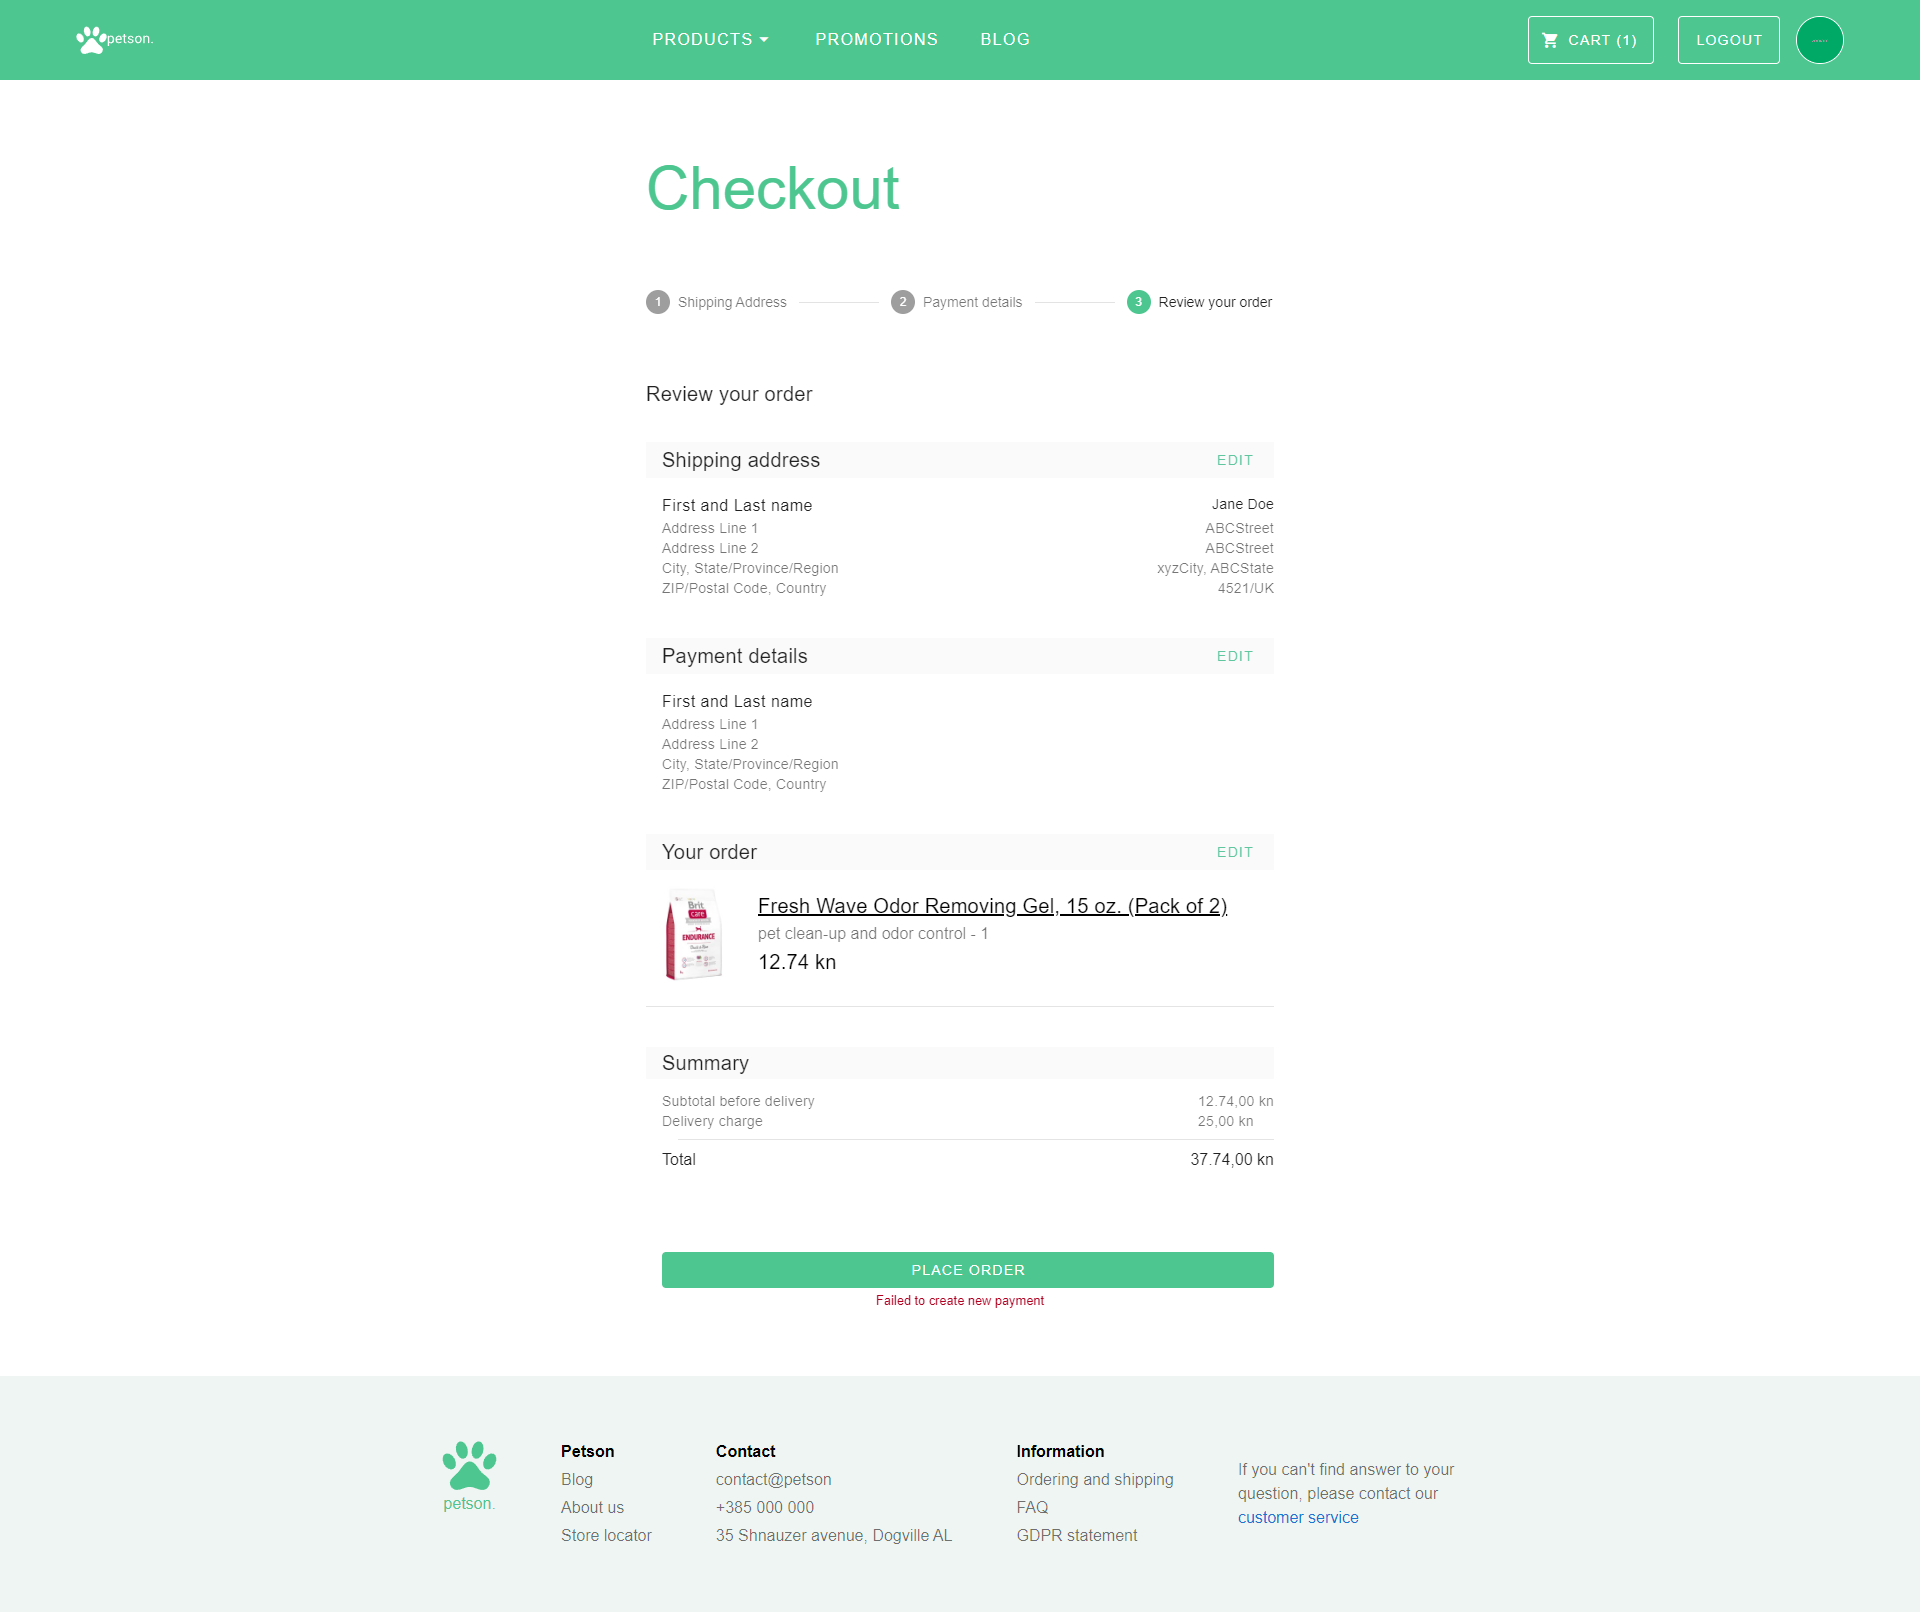 petson.
PRODUCTS
PROMOTIONS
BLOG
CART (1)
LOGOUT
Checkout
1 Shipping Address
2 Payment details
3 Review your order
Review your order
Shipping address EDIT
First and Last name Jane Doe
Address Line 1 ABCStreet
Address Line 2 ABCStreet
City, State/Province/Region xyzCity, ABCState
ZIP/Postal Code, Country 4521/UK
Payment details EDIT
First and Last name
Address Line 1
Address Line 2
City, State/Province/Region
ZIP/Postal Code, Country
Your order EDIT
Brit
care
ENDURANCE
Fresh Wave Odor Removing Gel, 15 oz. (Pack of 2)
pet clean-up and odor control - 1
12.74 kn
Summary
Subtotal before delivery 12.74,00 kn
Delivery charge 25,00 kn
Total 37.74,00 kn
PLACE ORDER
Failed to create new payment
petson.
Petson
Blog
About us
Store locator
Contact
contact@petson
+385 000 000
35 Shnauzer avenue, Dogville AL
Information
Ordering and shipping
FAQ
GDPR statement
If you can't find answer to your
question, please contact our
customer service